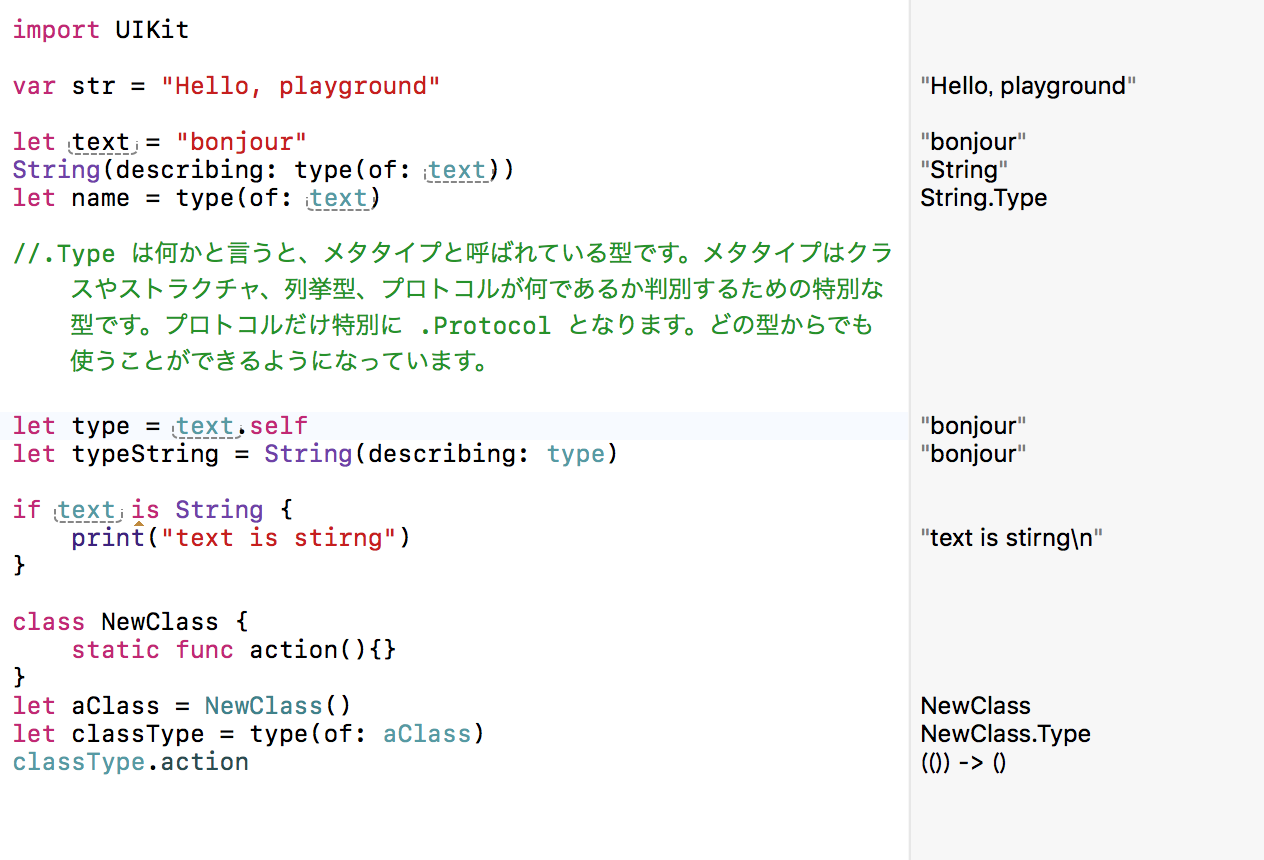 import UIKit
var str = "Hello, playground"
"Hello, playground"
let text = "bonjour"
"bonjour"
String(describing: type(of: text))
"String"
let name = type(of: text)
String.Type
//.Type は何かと言うと、メタタイプと呼ばれている型です。メタタイプはクラ
スやストラクチャ、列挙型、プロトコルが何であるか判別するための特別な
型です。プロトコルだけ特別に .Protocol となります。どの型からでも
使うことができるようになっています。
let type = text.self
"bonjour"
let typeString = String(describing: type)
"bonjour"
if text is String {
print("text is stirng")
"text is stirng\n"
}
class NewClass {
static func action(){}
}
let aClass = NewClass()
NewClass
let classType = type(of: aClass)
NewClass.Type
classType.action
(()) -> ()